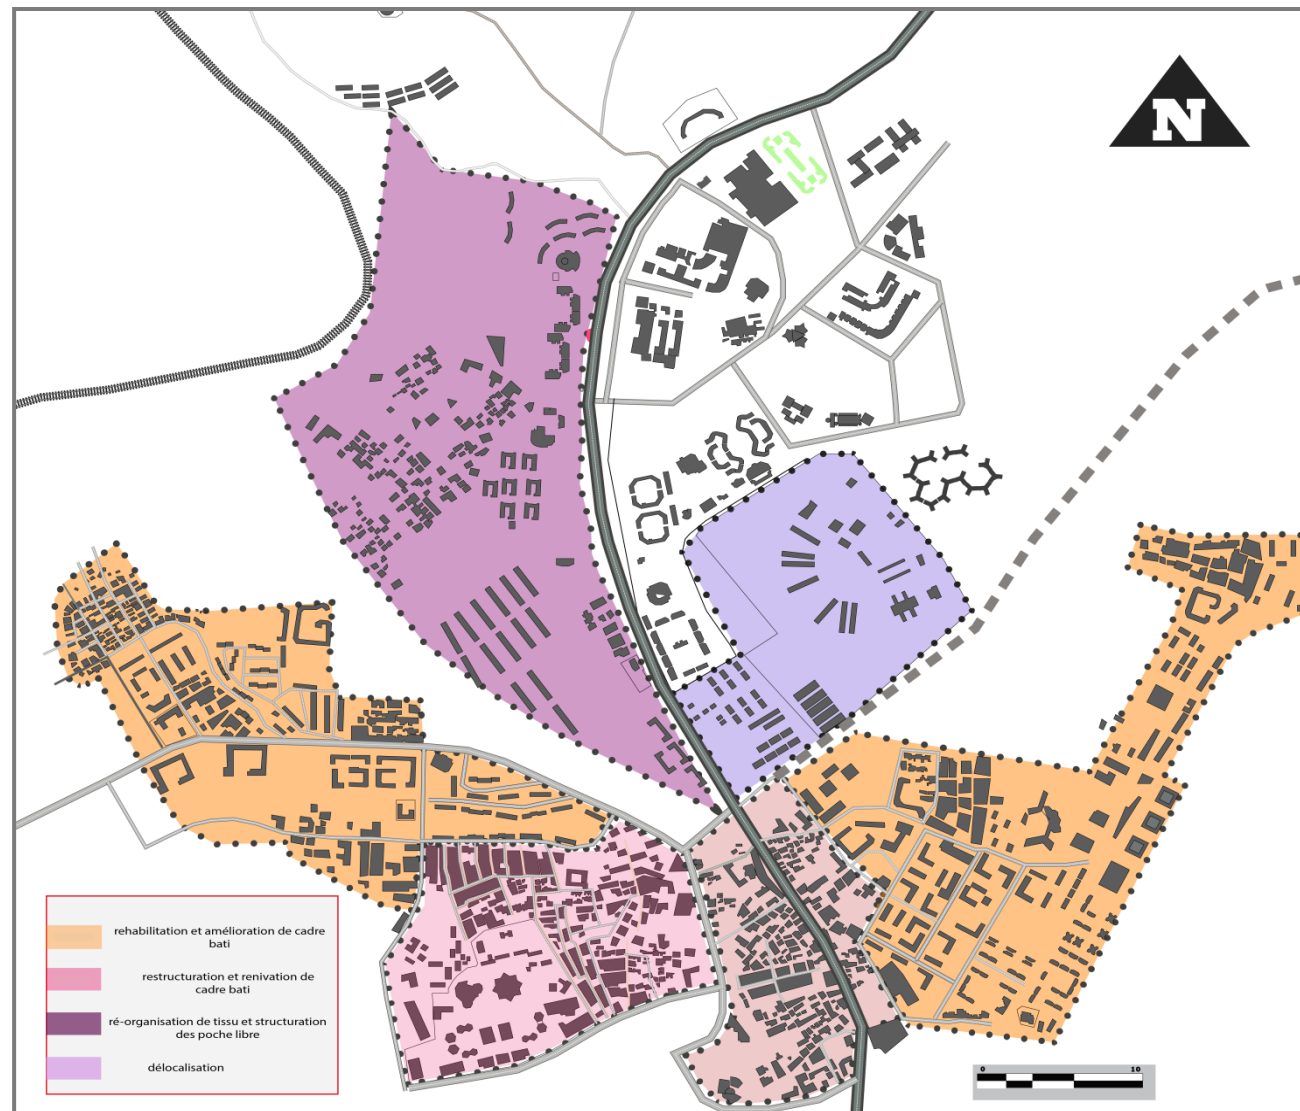 N
rehabilitation et amélioration de cadre
bati
restructuration et renivation de
cadre bati
ré-organisation de tissu et structuration
des poche libre
délocalisation
0 10